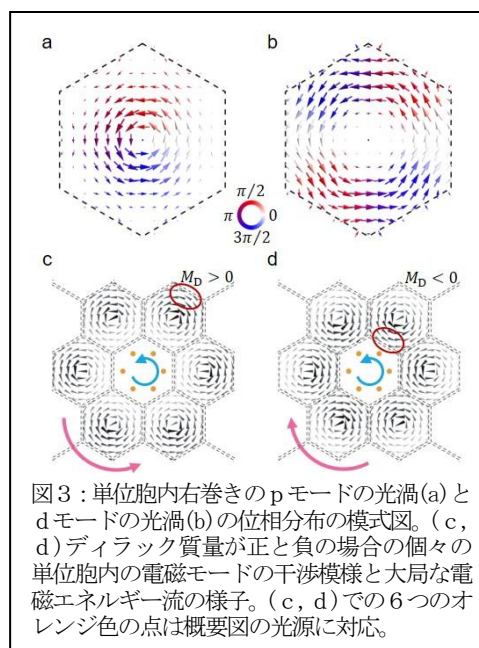 a
b
π/2
π
0
3π/2
c
M_D > 0
d
M_D < 0
図３：単位胞内右巻きのｐモードの光渦(a)と
ｄモードの光渦(b)の位相分布の模式図。(ｃ,
ｄ)ディラック質量が正と負の場合の個々の
単位胞内の電磁モードの干渉模様と大局な電
磁エネルギー流の様子。(ｃ, ｄ)での６つのオ
レンジ色の点は概要図の光源に対応。